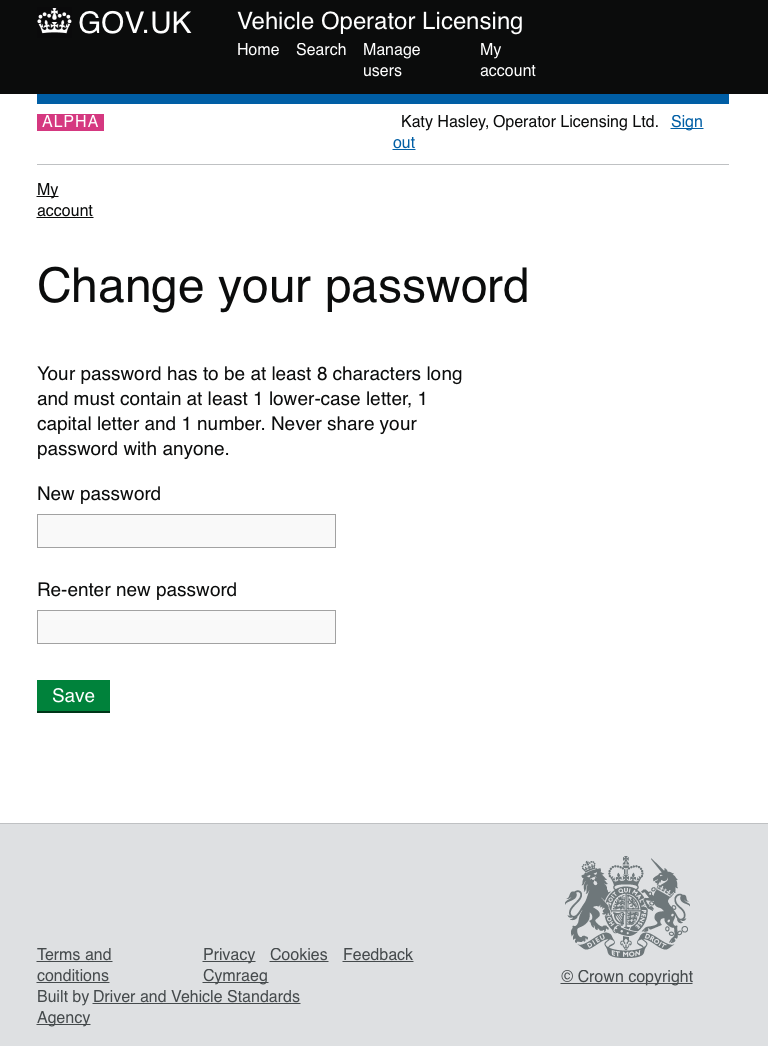 GOV.UK Vehicle Operator Licensing
Home Search Manage users My account
ALPHA
Katy Hasley, Operator Licensing Ltd. Sign
out
My
account
Change your password
Your password has to be at least 8 characters long
and must contain at least 1 lower-case letter, 1
capital letter and 1 number. Never share your
password with anyone.
New password
Re-enter new password
Save
Terms and conditions
Privacy Cookies Feedback
Cymraeg
Built by Driver and Vehicle Standards
Agency
© Crown copyright